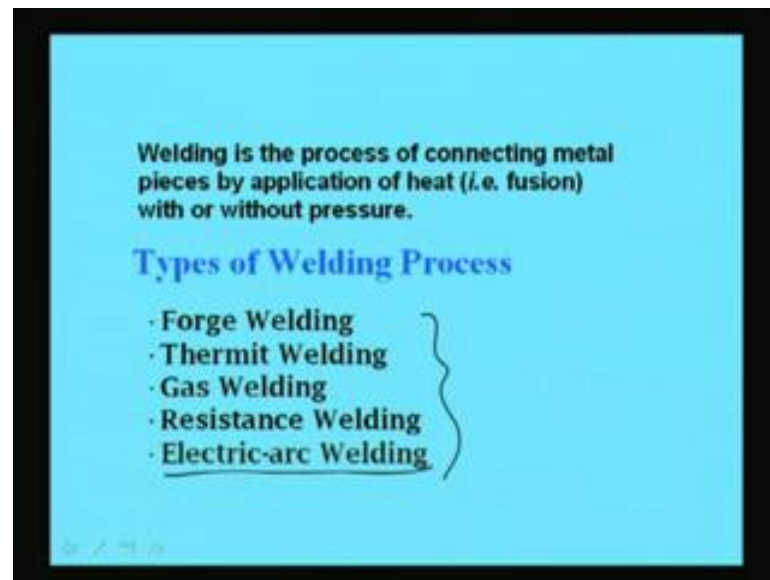 Welding is the process of connecting metal
pieces by application of heat (i.e. fusion)
with or without pressure.
Types of Welding Process
· Forge Welding
· Thermit Welding
· Gas Welding
· Resistance Welding
· Electric-arc Welding